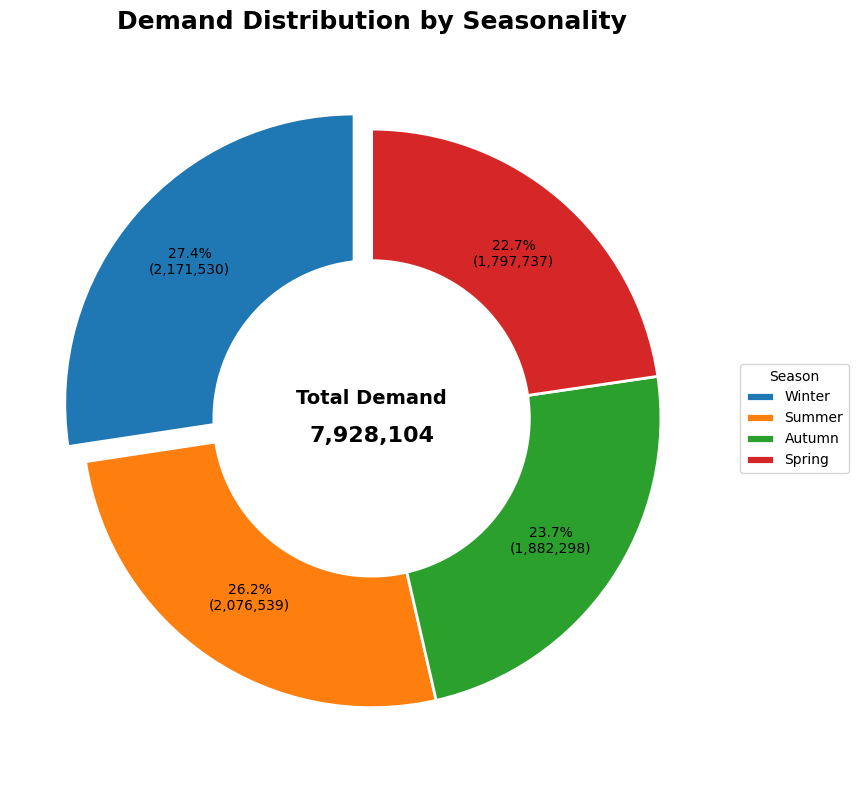 Demand Distribution by Seasonality
27.4%
(2,171,530)
22.7%
(1,797,737)
Total Demand
7,928,104
26.2%
(2,076,539)
23.7%
(1,882,298)
Season
Winter
Summer
Autumn
Spring